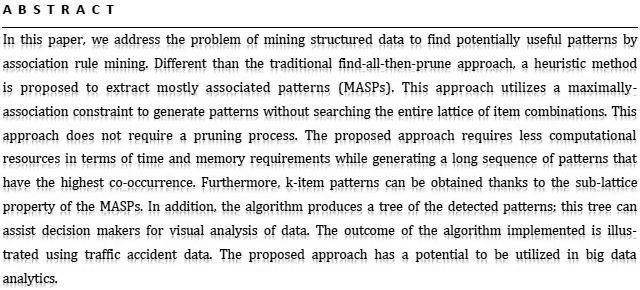 A B S T R A C T
In this paper, we address the problem of mining structured data to find potentially useful patterns by
association rule mining. Different than the traditional find-all-then-prune approach, a heuristic method
is proposed to extract mostly associated patterns (MASPs). This approach utilizes a maximally-
association constraint to generate patterns without searching the entire lattice of item combinations. This
approach does not require a pruning process. The proposed approach requires less computational
resources in terms of time and memory requirements while generating a long sequence of patterns that
have the highest co-occurrence. Furthermore, k-item patterns can be obtained thanks to the sub-lattice
property of the MASPs. In addition, the algorithm produces a tree of the detected patterns; this tree can
assist decision makers for visual analysis of data. The outcome of the algorithm implemented is illus-
trated using traffic accident data. The proposed approach has a potential to be utilized in big data
analytics.